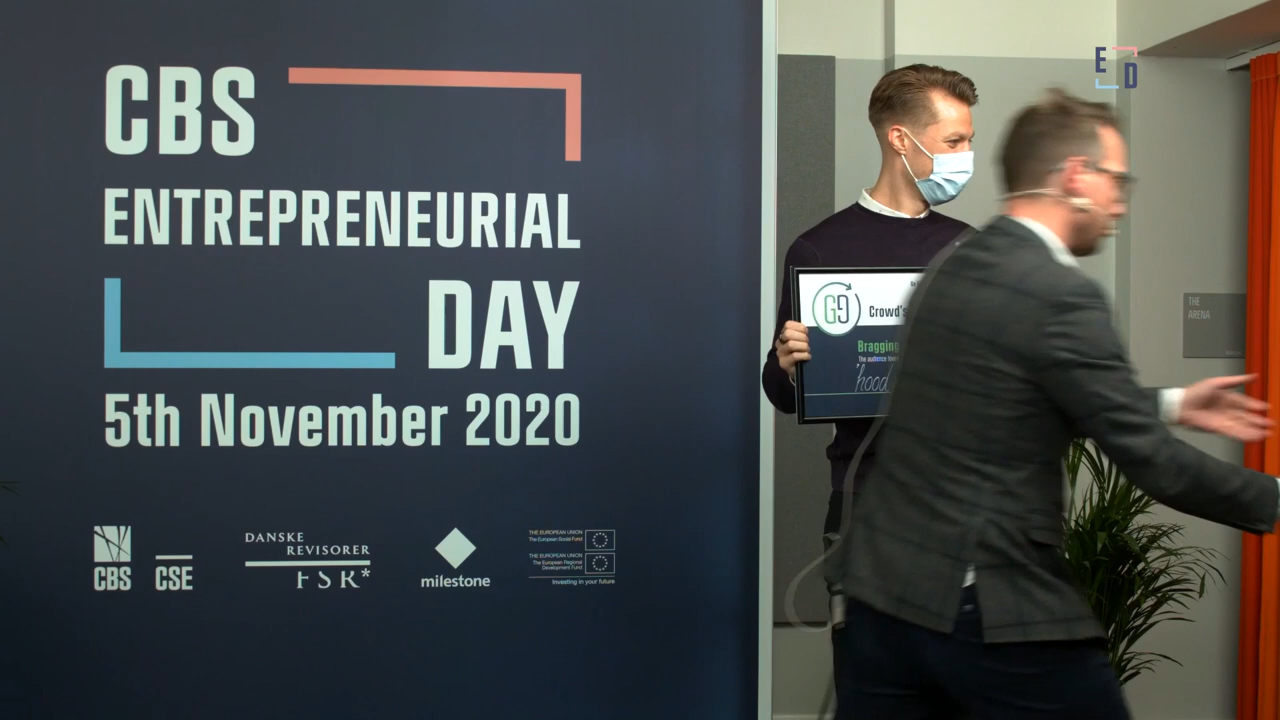 CBS
ENTREPRENEURIAL
DAY
5th November 2020
CBS
CSE
DANSKE
REVISORER
FSR*
milestone
THE EUROPEAN UNION
The European Social Fund
THE EUROPEAN UNION
The European Regional
Development Fund
Investing in your future
E
D
GG
Crowd's
Bragging
The audience
'hood
THE
ARENA